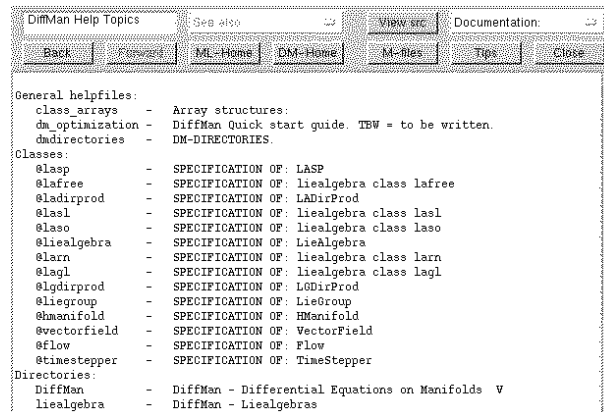 DiffMan Help Topics See also View src Documentation:
Back Forward ML-Home DM-Home M-files Tips Close
General helpfiles:
class_arrays - Array structures:
dm_optimization - DiffMan Quick start guide. TBW = to be written.
dmdirectories - DM-DIRECTORIES.
Classes:
@lasp - SPECIFICATION OF: LASP
@lafree - SPECIFICATION OF: liealgebra class lafree
@ladirprod - SPECIFICATION OF: LADirProd
@lasl - SPECIFICATION OF: liealgebra class lasl
@laso - SPECIFICATION OF: liealgebra class laso
@liealgebra - SPECIFICATION OF: LieAlgebra
@larn - SPECIFICATION OF: liealgebra class larn
@lagl - SPECIFICATION OF: liealgebra class lagl
@lgdirprod - SPECIFICATION OF: LGDirProd
@liegroup - SPECIFICATION OF: LieGroup
@hmanifold - SPECIFICATION OF: HManifold
@vectorfield - SPECIFICATION OF: VectorField
@flow - SPECIFICATION OF: Flow
@timestepper - SPECIFICATION OF: TimeStepper
Directories:
DiffMan - DiffMan - Differential Equations on Manifolds V
liealgebra - DiffMan - Liealgebras